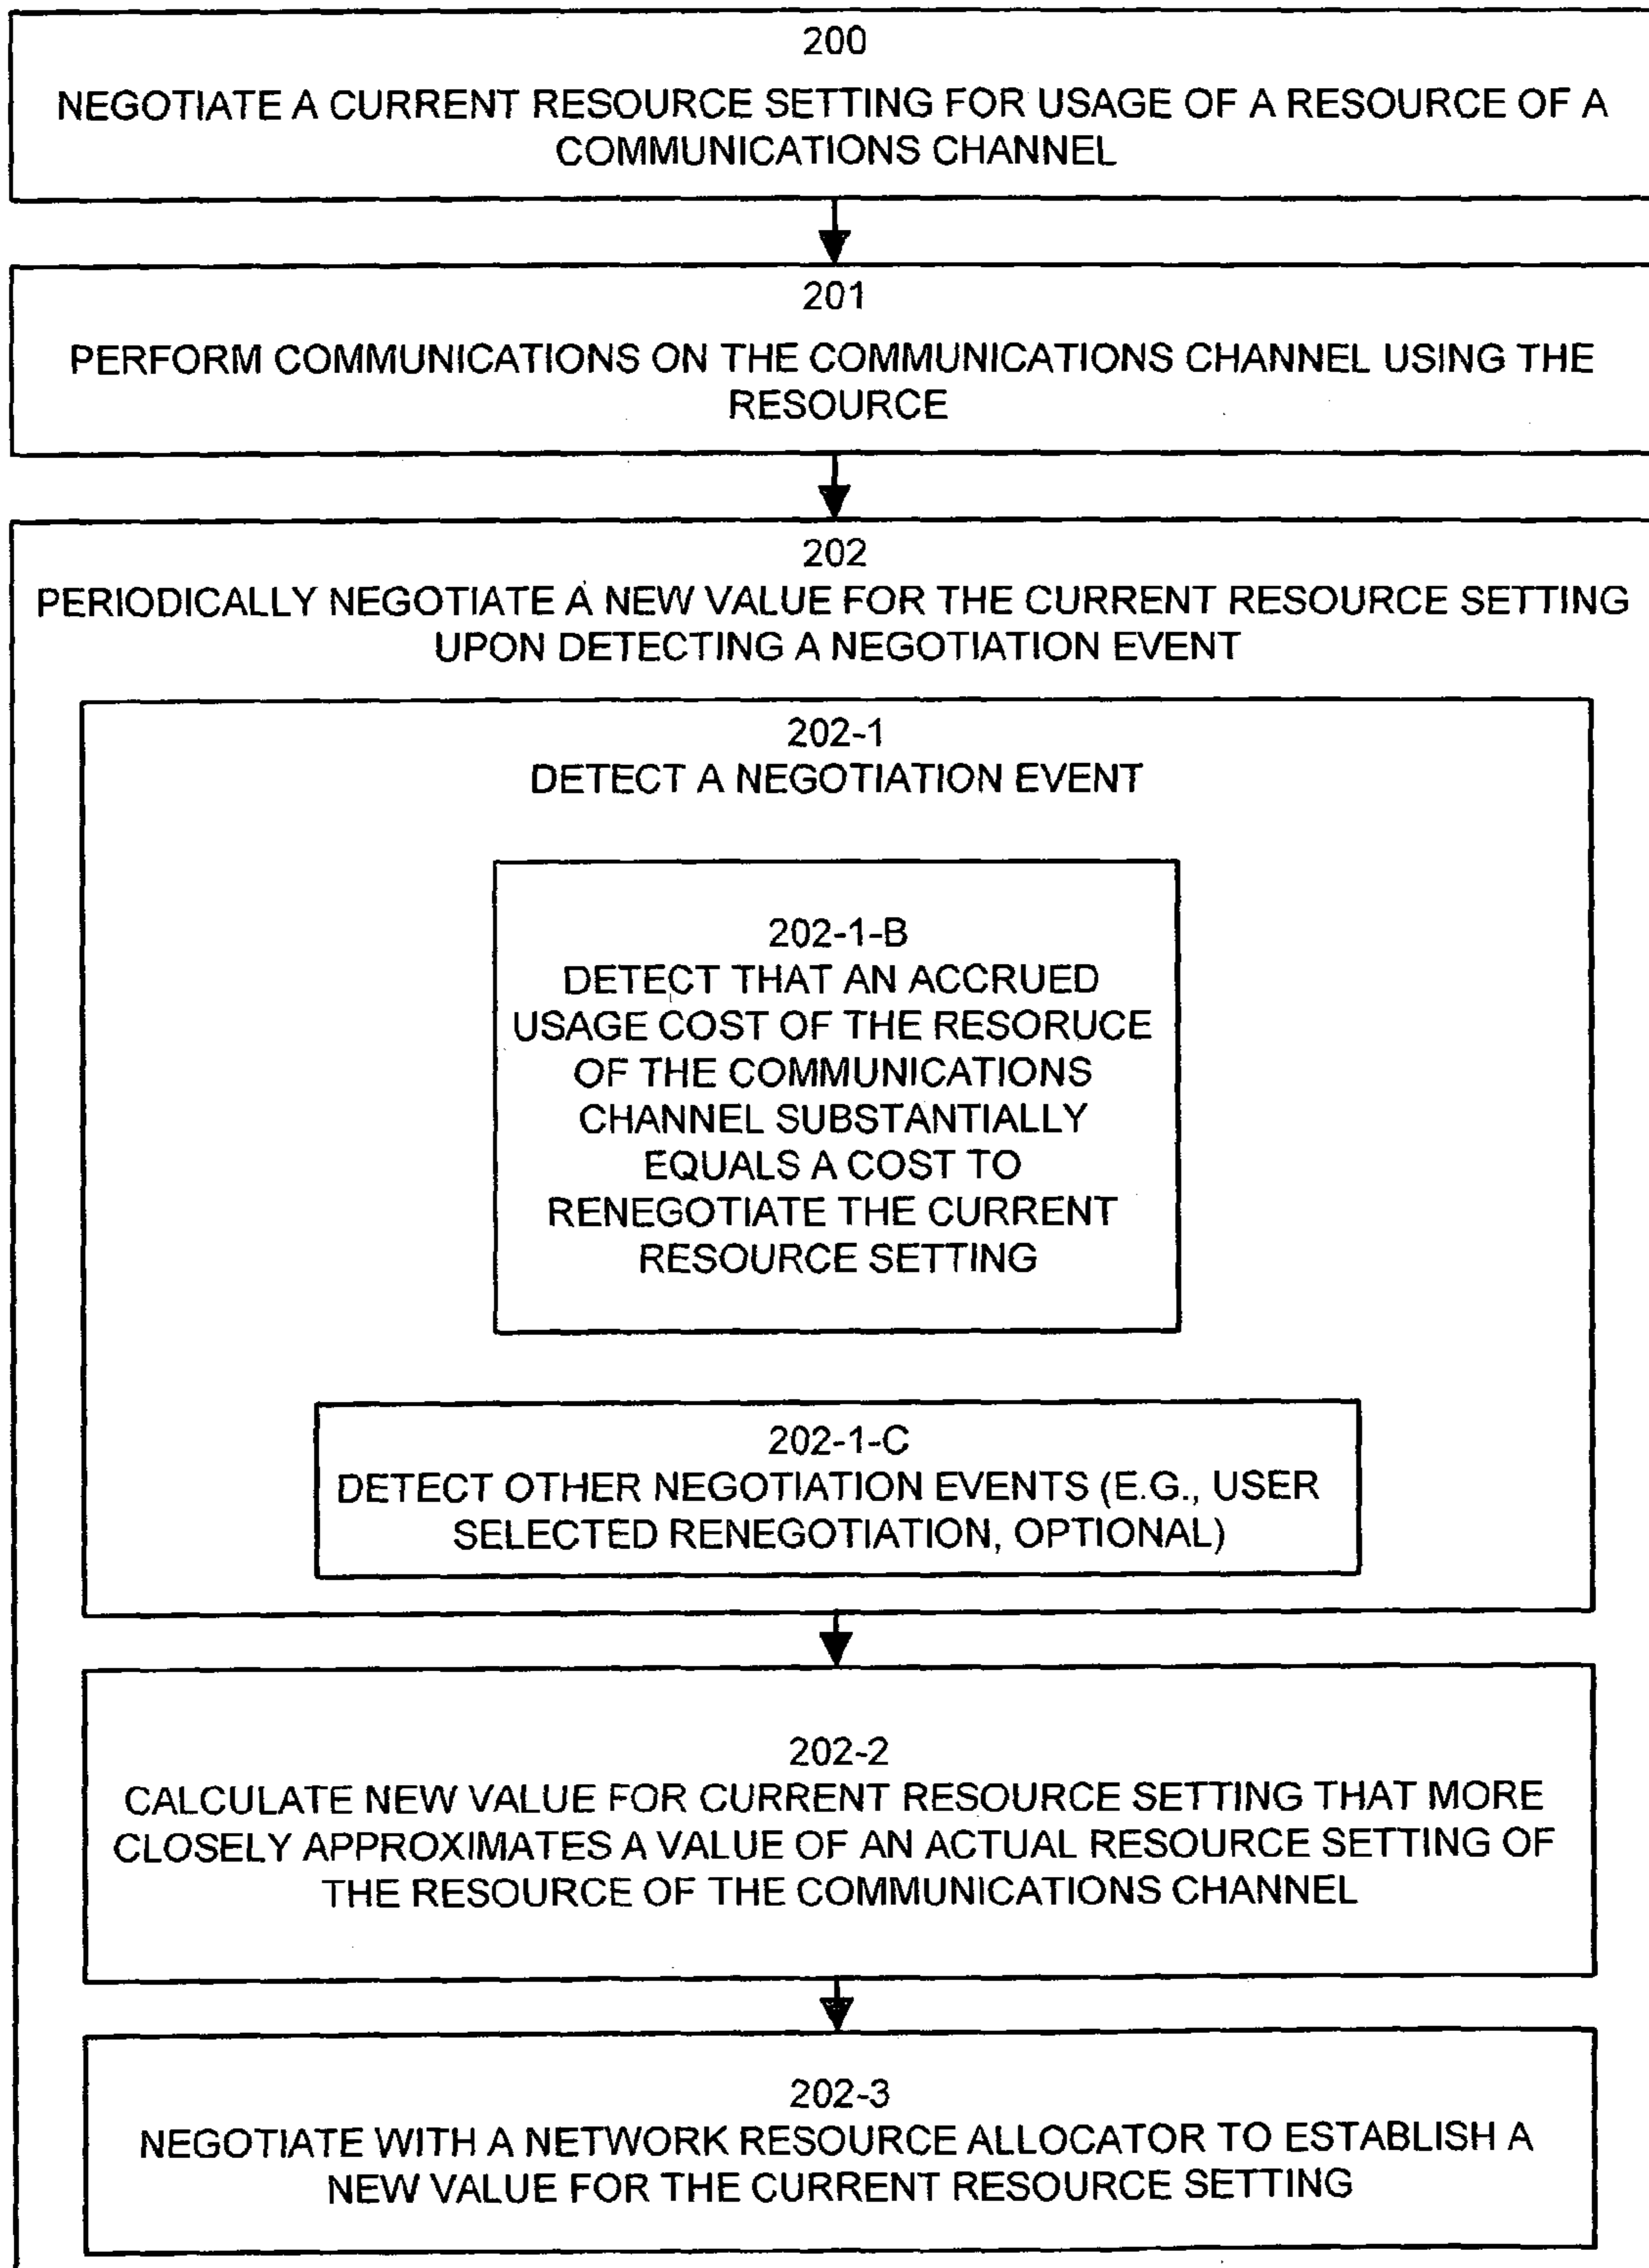 200
NEGOTIATE A CURRENT RESOURCE SETTING FOR USAGE OF A RESOURCE OF A
COMMUNICATIONS CHANNEL
201
PERFORM COMMUNICATIONS ON THE COMMUNICATIONS CHANNEL USING THE
RESOURCE
202
PERIODICALLY NEGOTIATE A NEW VALUE FOR THE CURRENT RESOURCE SETTING
UPON DETECTING A NEGOTIATION EVENT
202-1
DETECT A NEGOTIATION EVENT
202-1-B
DETECT THAT AN ACCRUED
USAGE COST OF THE RESORUCE
OF THE COMMUNICATIONS
CHANNEL SUBSTANTIALLY
EQUALS A COST TO
RENEGOTIATE THE CURRENT
RESOURCE SETTING
202-1-C
DETECT OTHER NEGOTIATION EVENTS (E.G., USER
SELECTED RENEGOTIATION, OPTIONAL)
202-2
CALCULATE NEW VALUE FOR CURRENT RESOURCE SETTING THAT MORE
CLOSELY APPROXIMATES A VALUE OF AN ACTUAL RESOURCE SETTING OF
THE RESOURCE OF THE COMMUNICATIONS CHANNEL
202-3
NEGOTIATE WITH A NETWORK RESOURCE ALLOCATOR TO ESTABLISH A
NEW VALUE FOR THE CURRENT RESOURCE SETTING